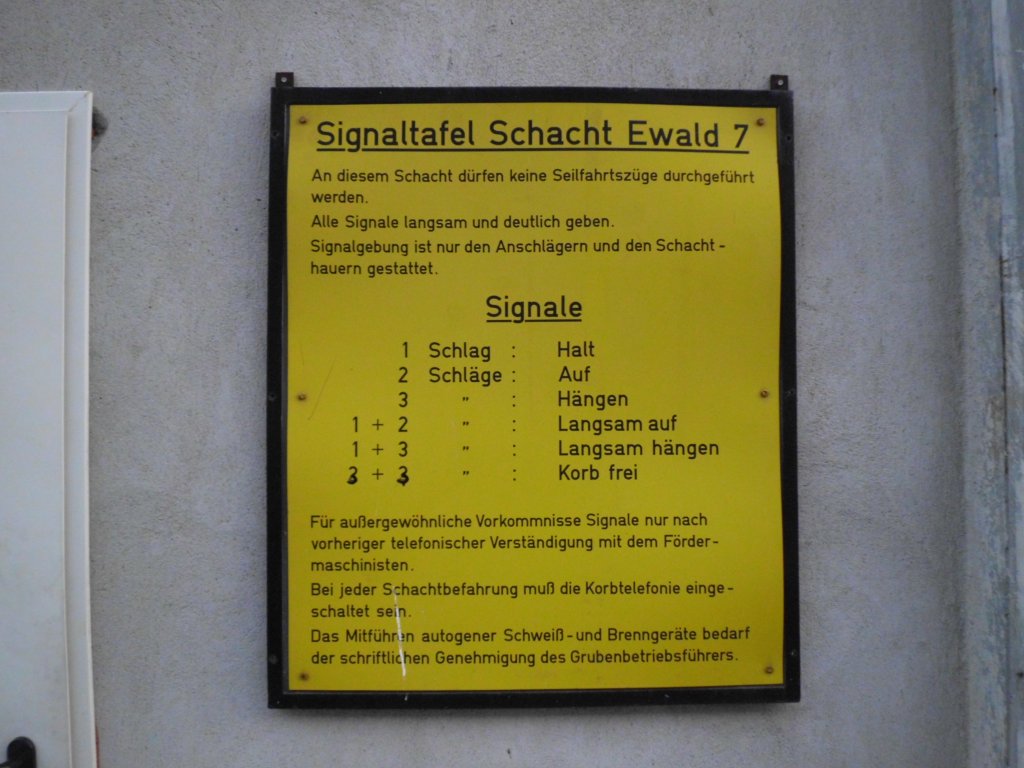 Signaltafel Schacht Ewald 7
An diesem Schacht dürfen keine Seilfahrtszüge durchgeführt
werden.
Alle Signale langsam und deutlich geben.
Signalgebung ist nur den Anschlägern und den Schacht-
hauern gestattet.
Signale
1 Schlag : Halt
2 Schläge : Auf
3 " : Hängen
1 + 2 " : Langsam auf
1 + 3 " : Langsam hängen
3 + 3 " : Korb frei
Für außergewöhnliche Vorkommnisse Signale nur nach
vorheriger telefonischer Verständigung mit dem Förder-
maschinisten.
Bei jeder Schachtbefahrung muß die Korbtelefonie einge-
schaltet sein.
Das Mitführen autogener Schweiß- und Brenngeräte bedarf
der schriftlichen Genehmigung des Grubenbetriebsführers.